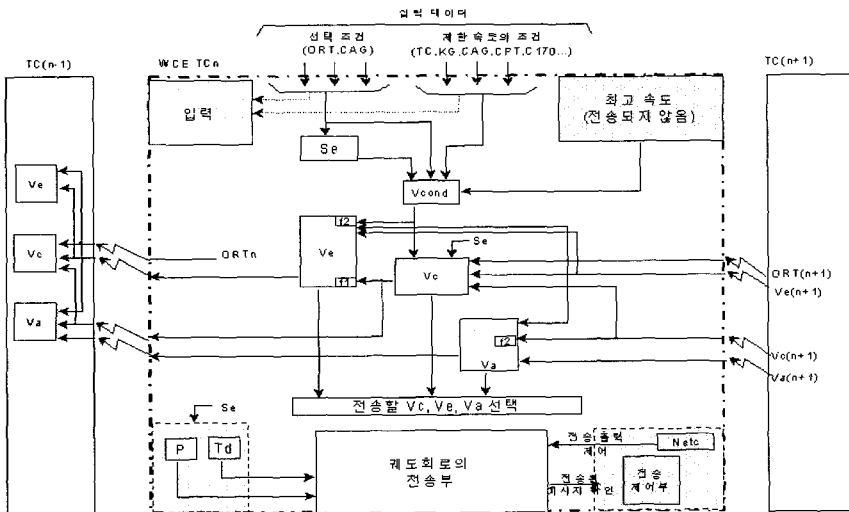 입력 데이터
선택 조건
(ORT,CAG)
제한 속도와 조건
(TC,KG,CAG,CPT,C170...)
TC(n-1)
WCE TCn
TC(n+1)
입력
최고 속도
(전송되지 않음)
Se
Vcond
Ve
f2
Ve
f1
Se
Vc
Vc
ORTn
ORT(n+1)
Ve(n+1)
Va
f2
Va
Vc(n+1)
Va(n+1)
전송할 Vc, Ve, Va 선택
Se
P
Td
궤도회로의
전송부
전송출력
제어
Netc
전송
제어부